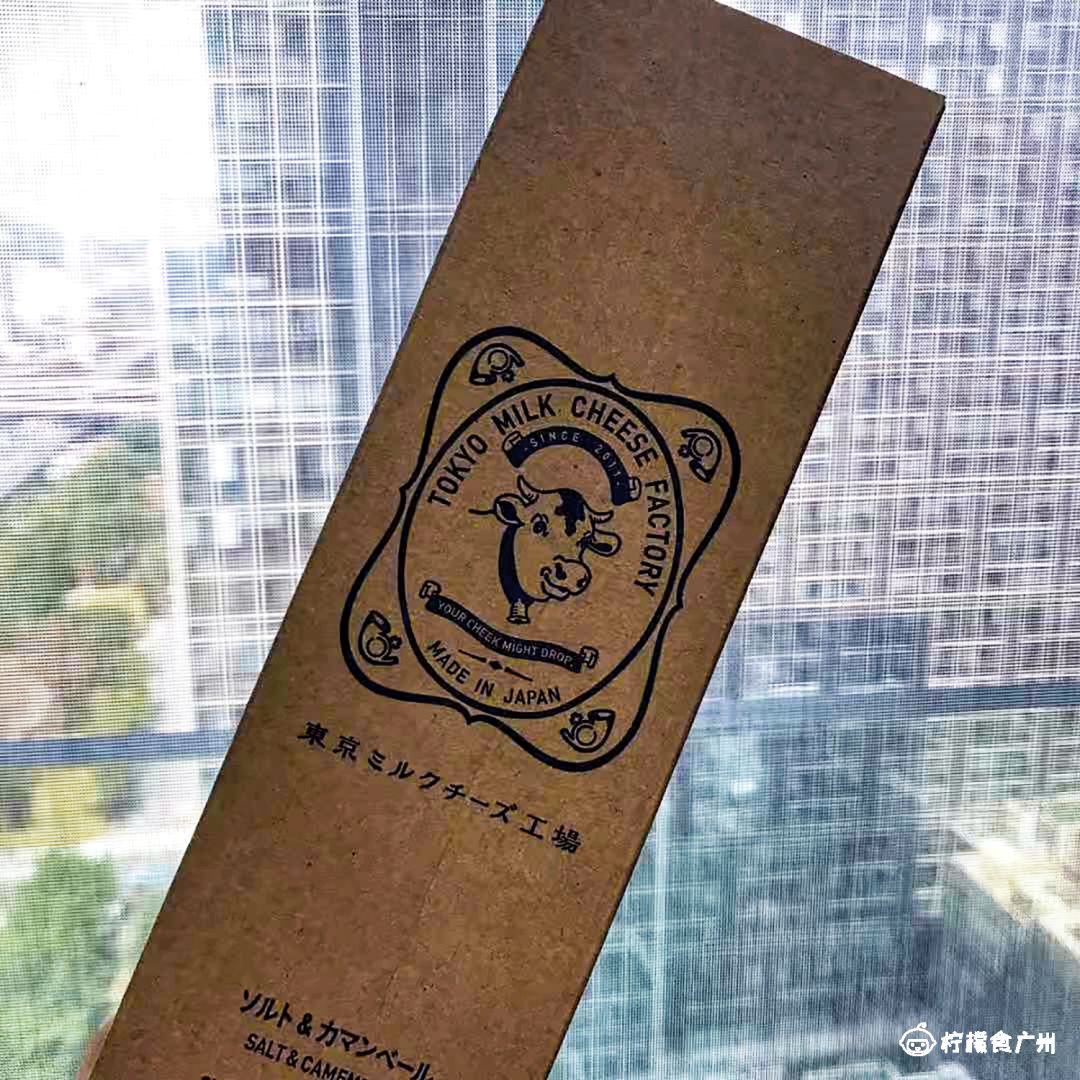 TOKYO MILK CHEESE FACTORY
SINCE 2011
YOUR CHEEK MIGHT DROP.
MADE IN JAPAN
東京ミルクチーズ工場
ソルト&カマンベール
SALT&CAMEM
柠檬食广州